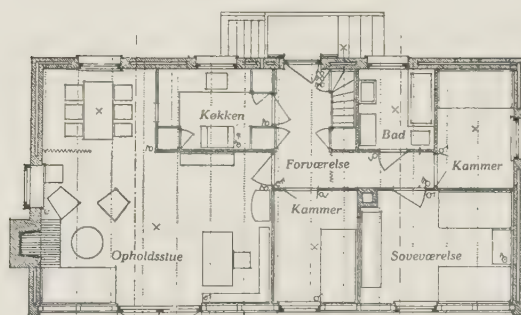 Køkken
Bad
Forværelse
Kammer
Kammer
Opholdsstue
Soveværelse